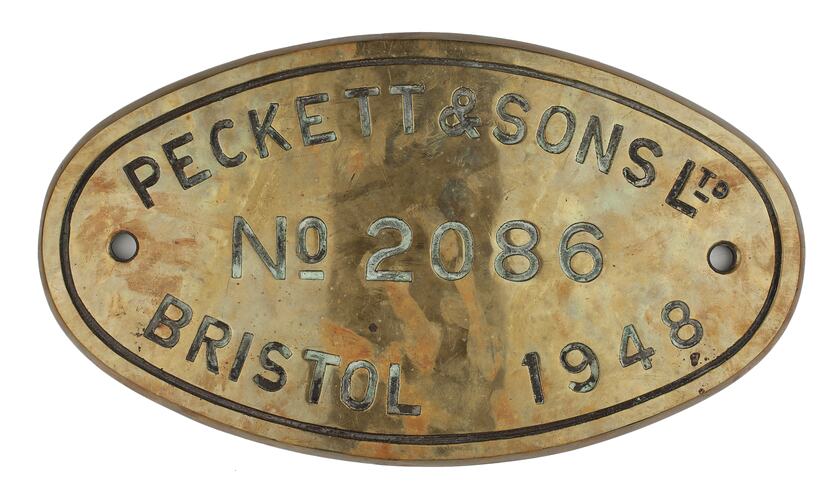 PECKETT & SONS LTD
No 2086
BRISTOL 1948